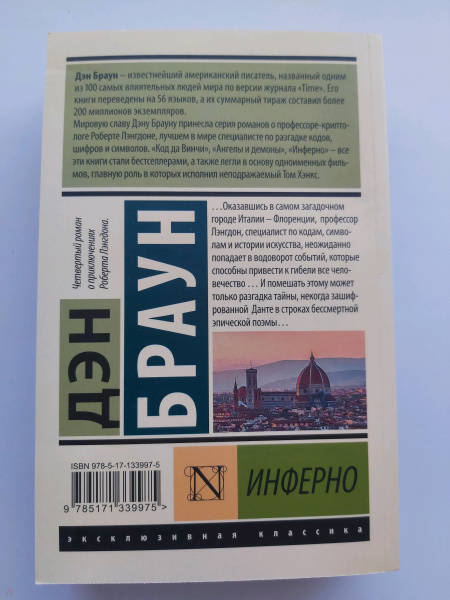 Дэн Браун – известнейший американский писатель, названный одним
из 100 самых влиятельных людей мира по версии журнала «Time». Его
книги переведены на 56 языков, а их суммарный тираж составил более
200 миллионов экземпляров.
Мировую славу Дэну Брауну принесла серия романов о профессоре-крипто-
логе Роберте Лэнгдоне, лучшем в мире специалисте по разгадке кодов,
шифров и символов. «Код да Винчи», «Ангелы и демоны», «Инферно» – все
эти книги стали бестселлерами, а также легли в основу одноименных филь-
мов, главную роль в которых исполнил неподражаемый Том Хэнкс.
Четвертый роман
о приключениях
Роберта Лэнгдона.
ДЭН
БРАУН
…Оказавшись в самом загадочном
городе Италии – Флоренции, профессор
Лэнгдон, специалист по кодам, симво-
лам и истории искусства, неожиданно
попадает в водоворот событий, которые
способны привести к гибели все чело-
вечество … И помешать этому может
только разгадка тайны, некогда зашиф-
рованной Данте в строках бессмертной
эпической поэмы…
ISBN 978-5-17-133997-5
9 785171 339975>
N
ИНФЕРНО
эксклюзивная классика